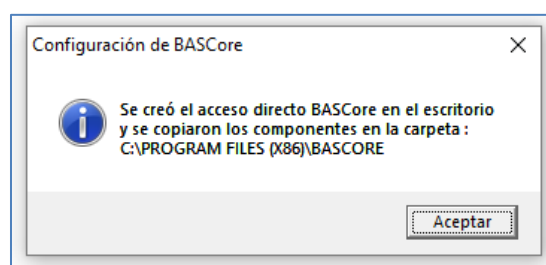 Configuración de BASCore
Se creó el acceso directo BASCore en el escritorio
y se copiaron los componentes en la carpeta :
C:\PROGRAM FILES (X86)\BASCORE
Aceptar